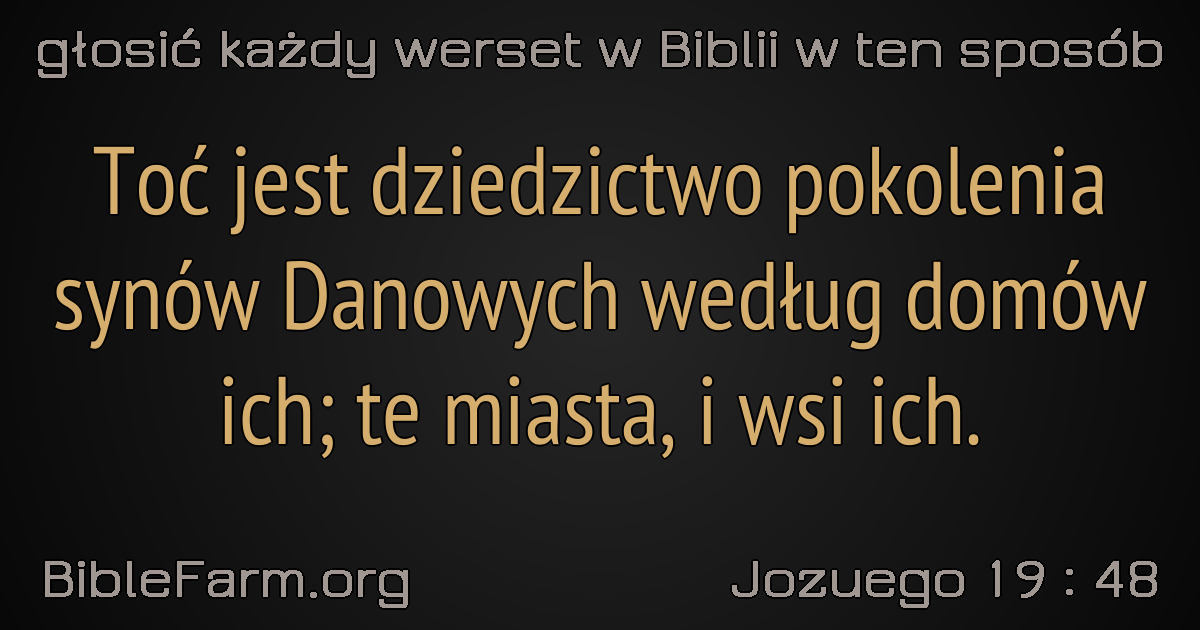 głosić każdy werset w Biblii w ten sposób
Toć jest dziedzictwo pokolenia
synów Danowych według domów
ich; te miasta, i wsi ich.
BibleFarm.org
Jozuego 19 : 48